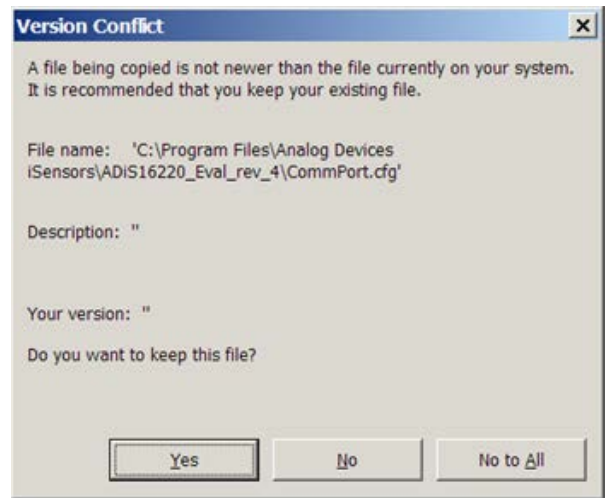 Version Conflict
A file being copied is not newer than the file currently on your system.
It is recommended that you keep your existing file.
File name: 'C:\Program Files\Analog Devices
iSensors\ADiS16220_Eval_rev_4\CommPort.cfg'
Description: ''
Your version: ''
Do you want to keep this file?
Yes
No
No to All